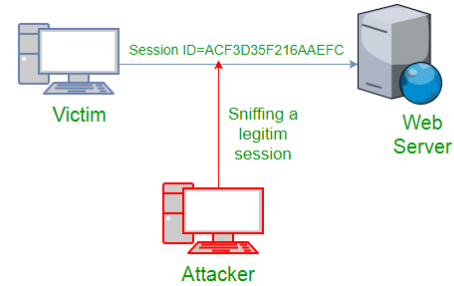 Session ID=ACF3D35F216AAEFC
Victim
Sniffing a
legitim
session
Web
Server
Attacker